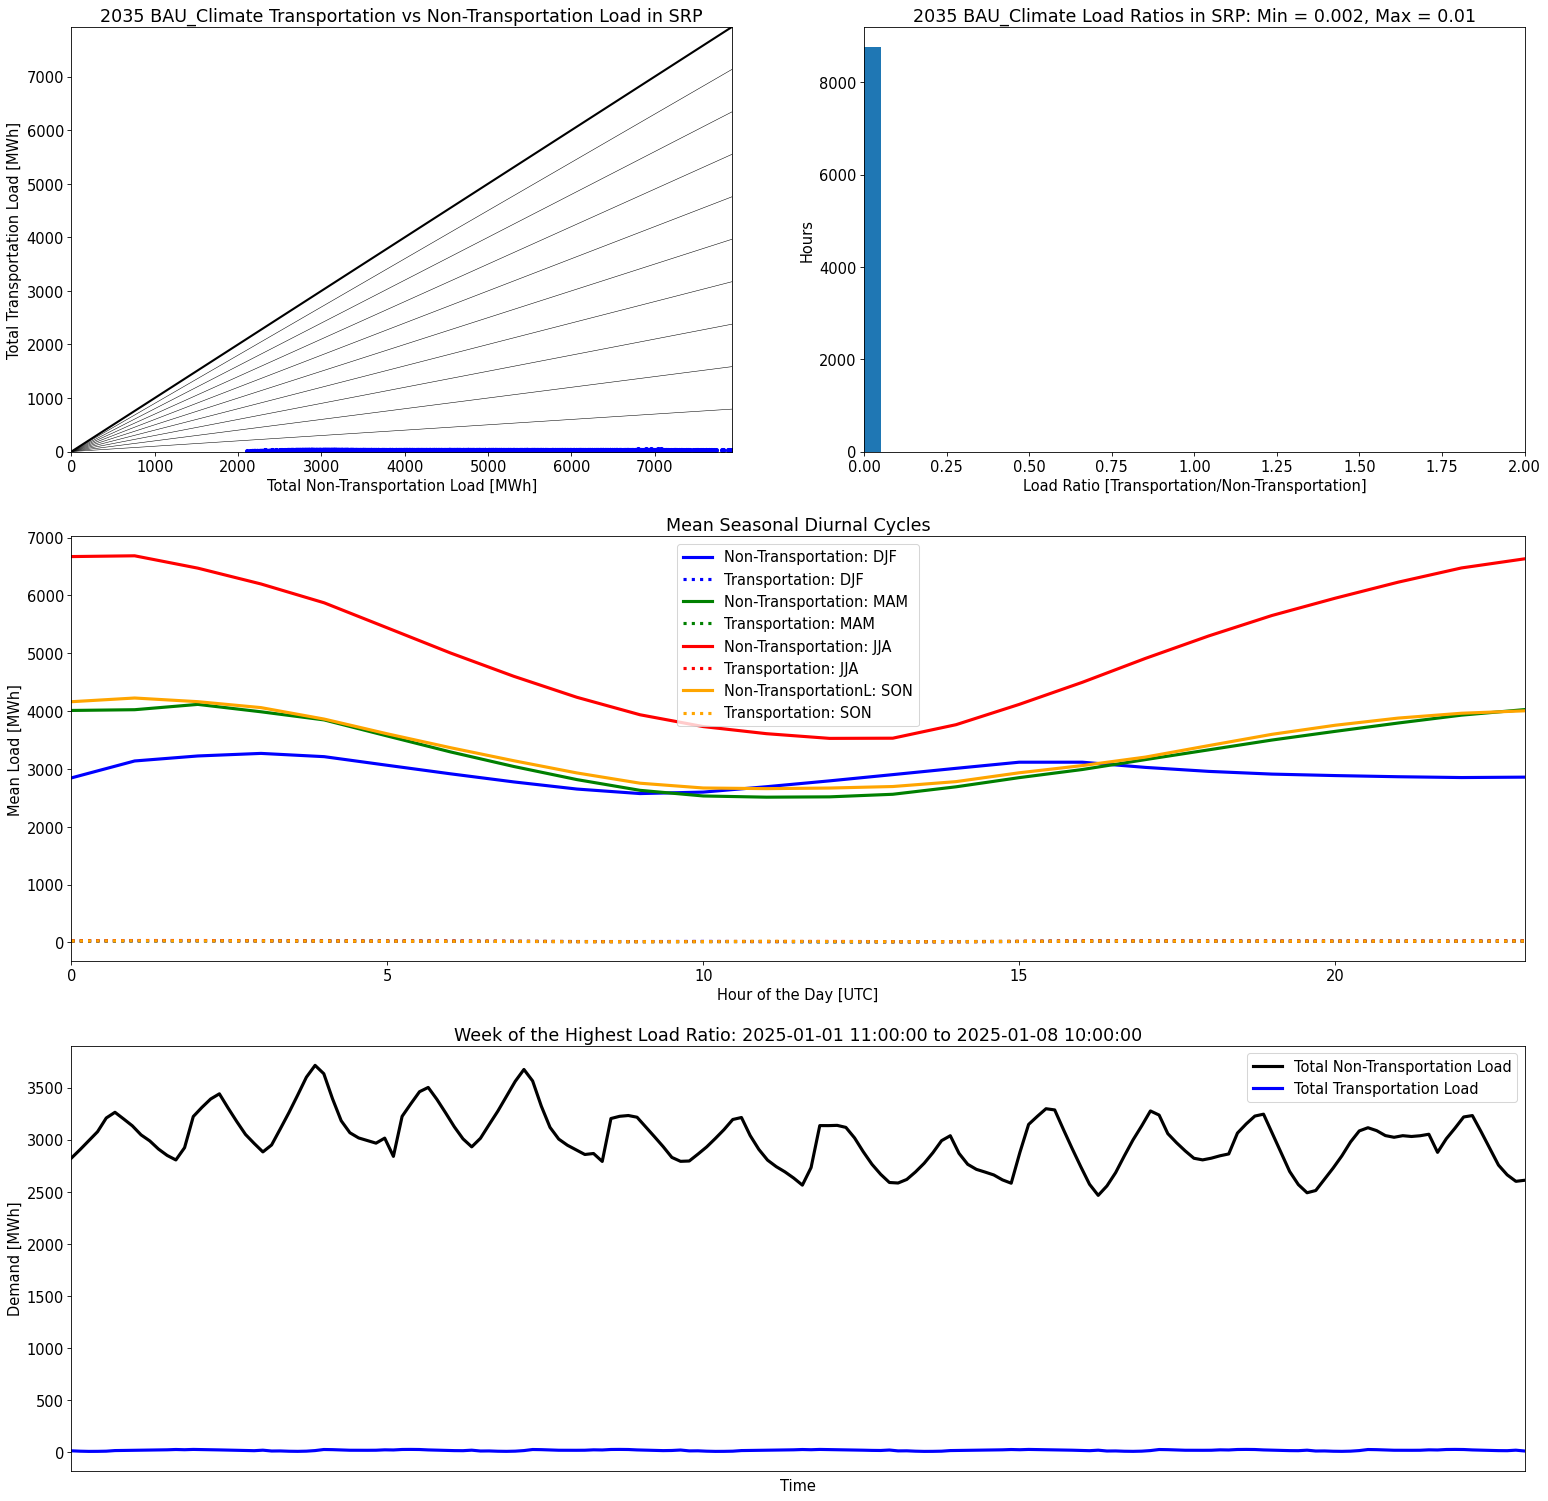 2035 BAU_Climate Transportation vs Non-Transportation Load in SRP
Total Transportation Load [MWh]
7000
6000
5000
4000
3000
2000
1000
0
0 1000 2000 3000 4000 5000 6000 7000
Total Non-Transportation Load [MWh]
2035 BAU_Climate Load Ratios in SRP: Min = 0.002, Max = 0.01
Hours
8000
6000
4000
2000
0
0.00 0.25 0.50 0.75 1.00 1.25 1.50 1.75 2.00
Load Ratio [Transportation/Non-Transportation]
Mean Seasonal Diurnal Cycles
Mean Load [MWh]
7000
6000
5000
4000
3000
2000
1000
0
Non-Transportation: DJF
Transportation: DJF
Non-Transportation: MAM
Transportation: MAM
Non-Transportation: JJA
Transportation: JJA
Non-TransportationL: SON
Transportation: SON
0 5 10 15 20
Hour of the Day [UTC]
Week of the Highest Load Ratio: 2025-01-01 11:00:00 to 2025-01-08 10:00:00
Demand [MWh]
3500
3000
2500
2000
1500
1000
500
0
Total Non-Transportation Load
Total Transportation Load
Time